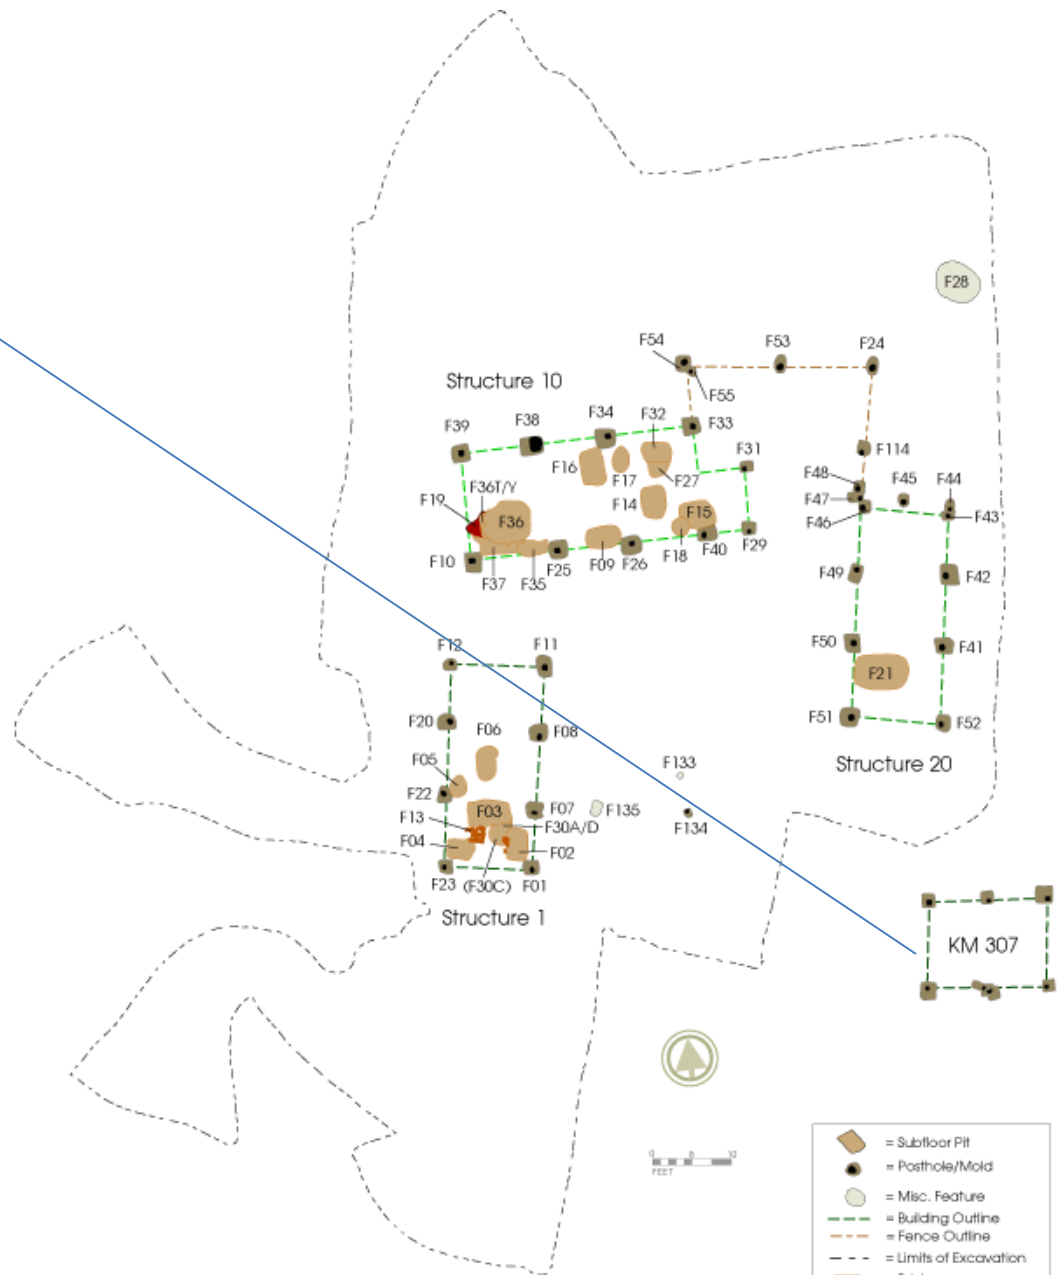 F28
F54
F53
F24
Structure 10
F55
F39
F38
F34
F32
F33
F31
F114
F48
F45
F44
F47
F46
F43
F16
F17
F27
F36T/Y
F19
F36
F14
F15
F10
F37
F35
F25
F09
F26
F18
F40
F29
F49
F42
F50
F41
F21
F51
F52
Structure 20
F12
F11
F20
F06
F08
F05
F22
F03
F07
F135
F133
F134
F13
F30A/D
F04
F02
F23
(F30C)
F01
Structure 1
KM 307
FEET
= Subfloor Pit
= Posthole/Mold
= Misc. Feature
= Building Outline
= Fence Outline
= Limits of Excavation